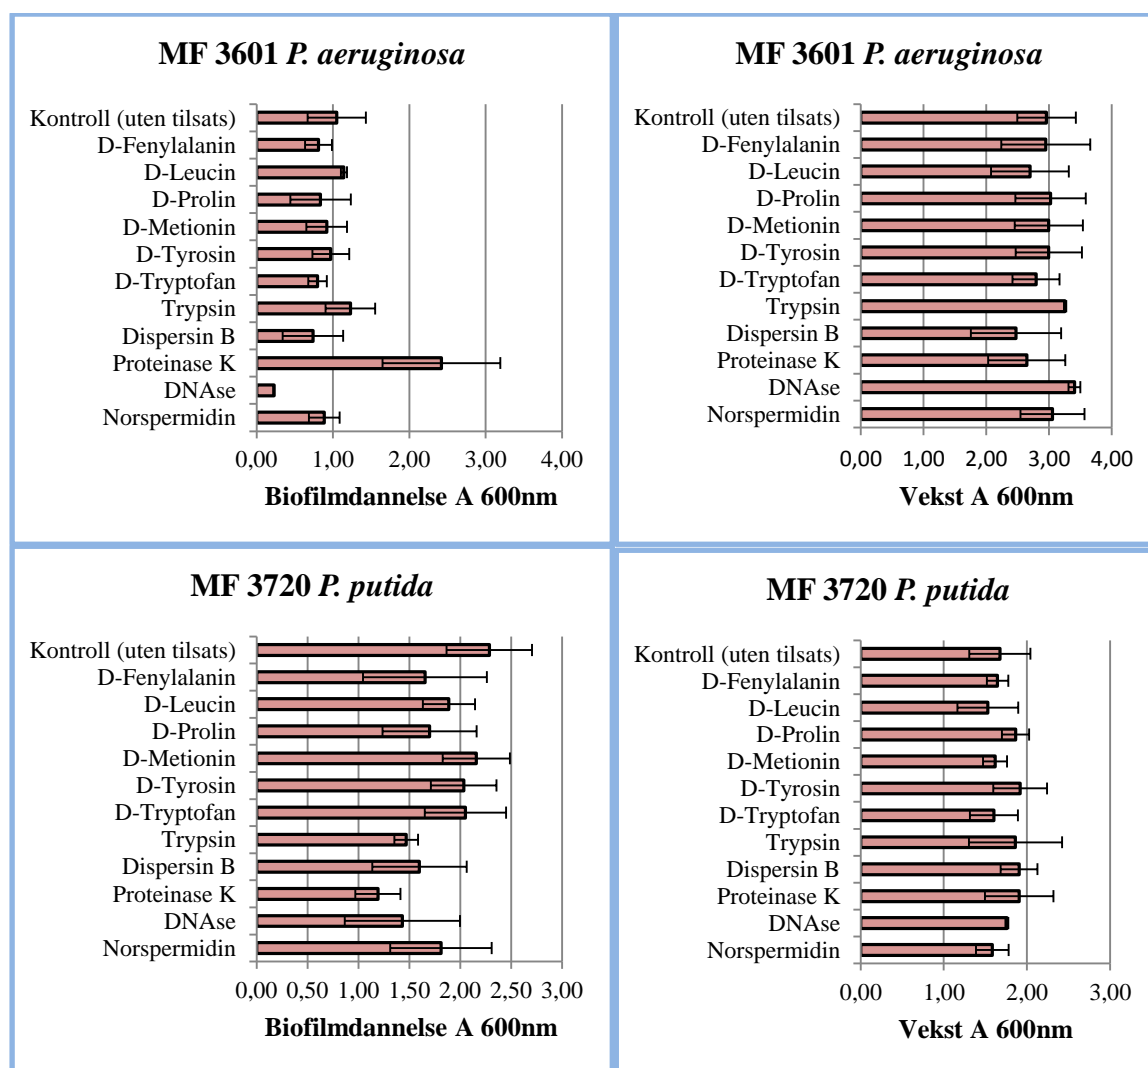 MF 3601 P. aeruginosa
Kontroll (uten tilsats)
D-Fenylalanin
D-Leucin
D-Prolin
D-Metionin
D-Tyrosin
D-Tryptofan
Trypsin
Dispersin B
Proteinase K
DNAse
Norspermidin
0,00 1,00 2,00 3,00 4,00
Biofilmdannelse A 600nm
MF 3601 P. aeruginosa
Kontroll (uten tilsats)
D-Fenylalanin
D-Leucin
D-Prolin
D-Metionin
D-Tyrosin
D-Tryptofan
Trypsin
Dispersin B
Proteinase K
DNAse
Norspermidin
0,00 1,00 2,00 3,00 4,00
Vekst A 600nm
MF 3720 P. putida
Kontroll (uten tilsats)
D-Fenylalanin
D-Leucin
D-Prolin
D-Metionin
D-Tyrosin
D-Tryptofan
Trypsin
Dispersin B
Proteinase K
DNAse
Norspermidin
0,00 0,50 1,00 1,50 2,00 2,50 3,00
Biofilmdannelse A 600nm
MF 3720 P. putida
Kontroll (uten tilsats)
D-Fenylalanin
D-Leucin
D-Prolin
D-Metionin
D-Tyrosin
D-Tryptofan
Trypsin
Dispersin B
Proteinase K
DNAse
Norspermidin
0,00 1,00 2,00 3,00
Vekst A 600nm